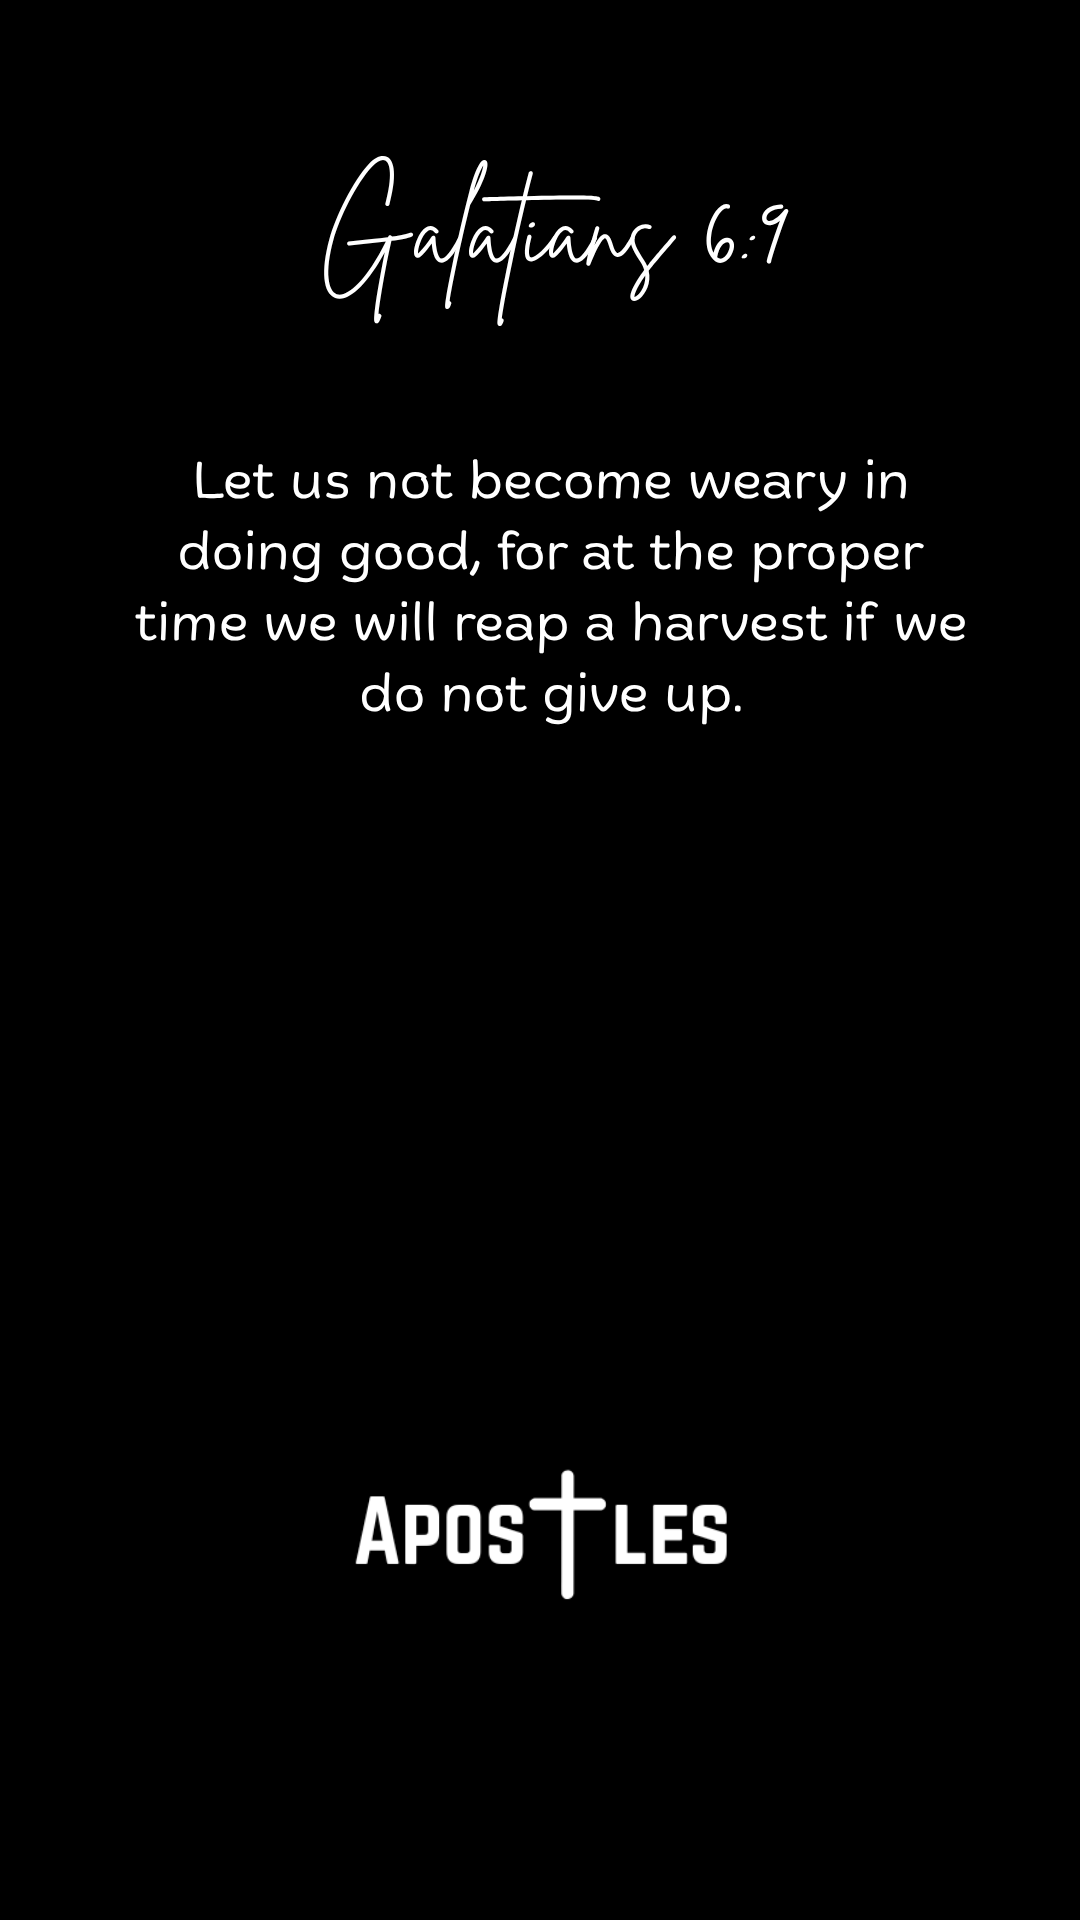 Galatians 6:9
Let us not become weary in
doing good, for at the proper
time we will reap a harvest if we
do not give up.
APOSTLES